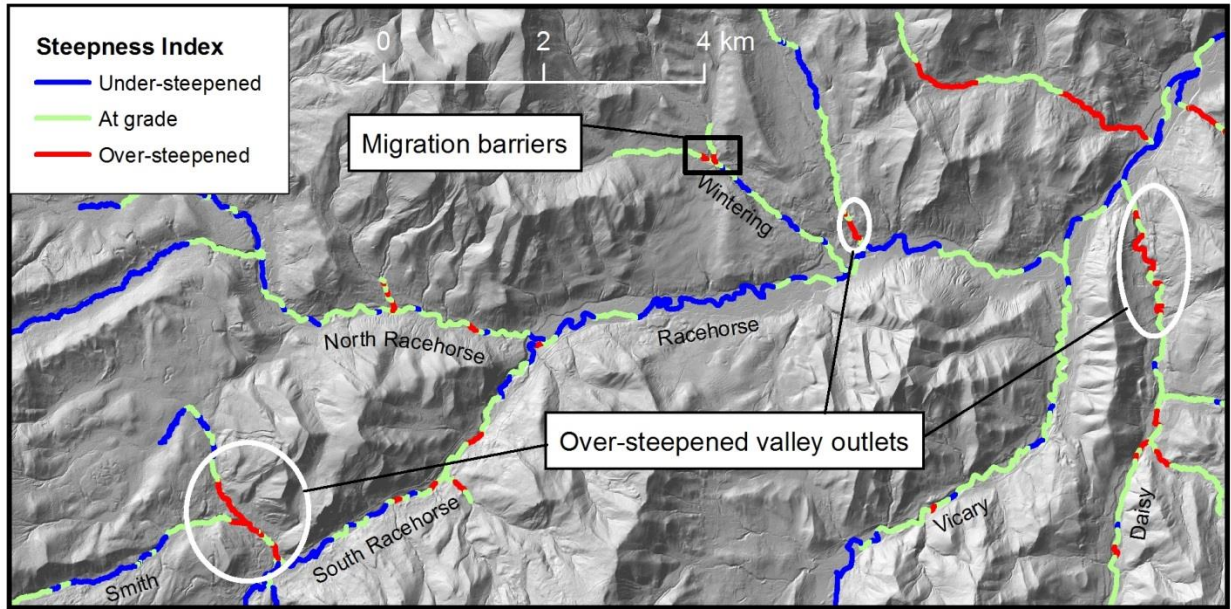 Steepness Index
Under-steepened
At grade
Over-steepened
0 2 4 km
Migration barriers
Wintering
North Racehorse
Racehorse
Over-steepened valley outlets
Smith
South Racehorse
Vicary
Daisy